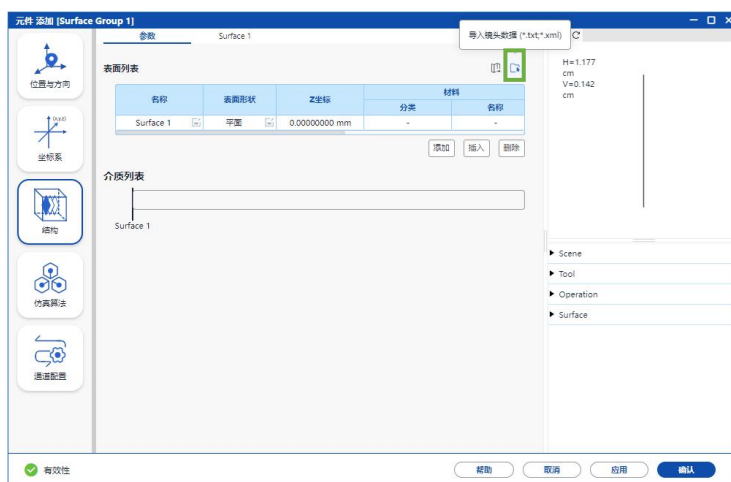 元件 添加 [Surface Group 1]
参数
Surface 1
导入镜头数据 (*.txt;*.xml)
位置与方向
坐标系
结构
仿真算法
通道配置
表面列表
名称
表面形状
Z坐标
材料
分类
名称
Surface 1
平面
0.00000000 mm
-
-
添加
插入
删除
介质列表
Surface 1
H=1.177
cm
V=0.142
cm
Scene
Tool
Operation
Surface
有效性
帮助
取消
应用
确认